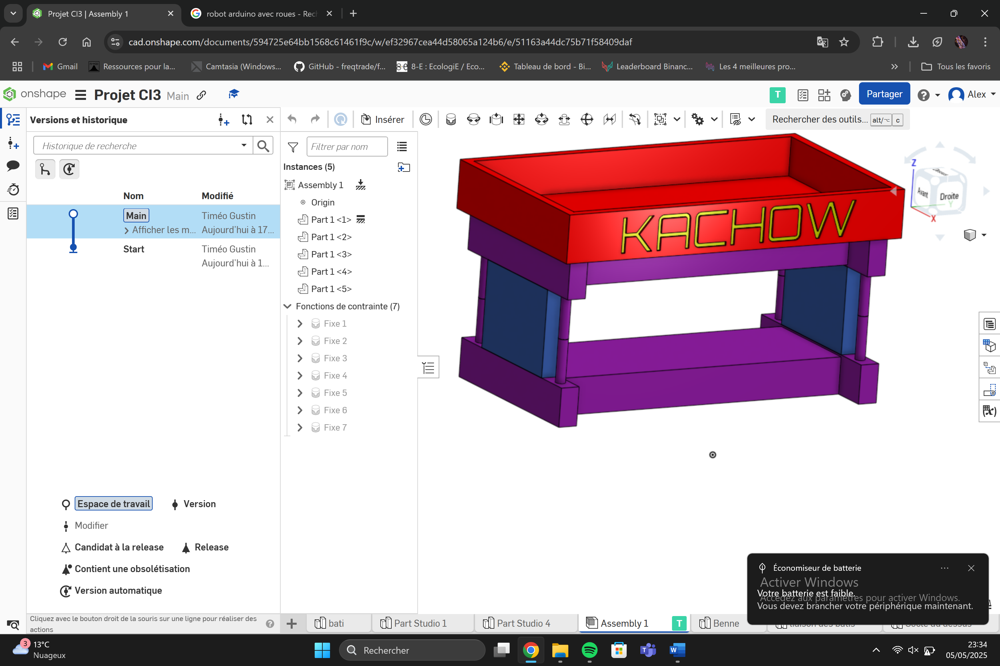 Projet CI3 | Assembly 1
robot arduino avec roues - Rech
cad.onshape.com/documents/594725e64bb1568c61461f9c/w/ef32967cea44d58065a124b6/e/51163a44dc75b71f58409daf
Gmail
Ressources pour la...
Camtasia (Windows...
GitHub - freqtrade/f...
8-E : EcologiE / Eco...
Tableau de bord - Bi...
Leaderboard Binanc...
Les 4 meilleures pro...
Tous les favoris
onshape
Projet CI3 Main
T
Partager
Alex
Versions et historique
Insérer
Rechercher des outils... alt/⌥ c
Historique de recherche
Nom Modifié
Main Timéo Gustin
Afficher les m... Aujourd'hui à 17...
Start Timéo Gustin
Aujourd'hui à 1...
Espace de travail Version
Modifier
Candidat à la release Release
Contient une obsolétisation
Version automatique
Cliquez avec le bouton droit de la souris sur une ligne pour réaliser des
actions
Filtrer par nom
Instances (5)
Assembly 1
Origin
Part 1 <1>
Part 1 <2>
Part 1 <3>
Part 1 <4>
Part 1 <5>
Fonctions de contrainte (7)
Fixe 1
Fixe 2
Fixe 3
Fixe 4
Fixe 5
Fixe 6
Fixe 7
KACHOW
Z
Avant
Droite
Y
X
Économiseur de batterie
Activer Windows
Votre batterie est faible.
Accédez aux paramètres pour activer Windows.
Vous devez brancher votre périphérique maintenant.
bati
Part Studio 1
Part Studio 4
Assembly 1
T
Benne
liaison des batis
3
13°C
Nuageux
Rechercher
23:34
05/05/2025